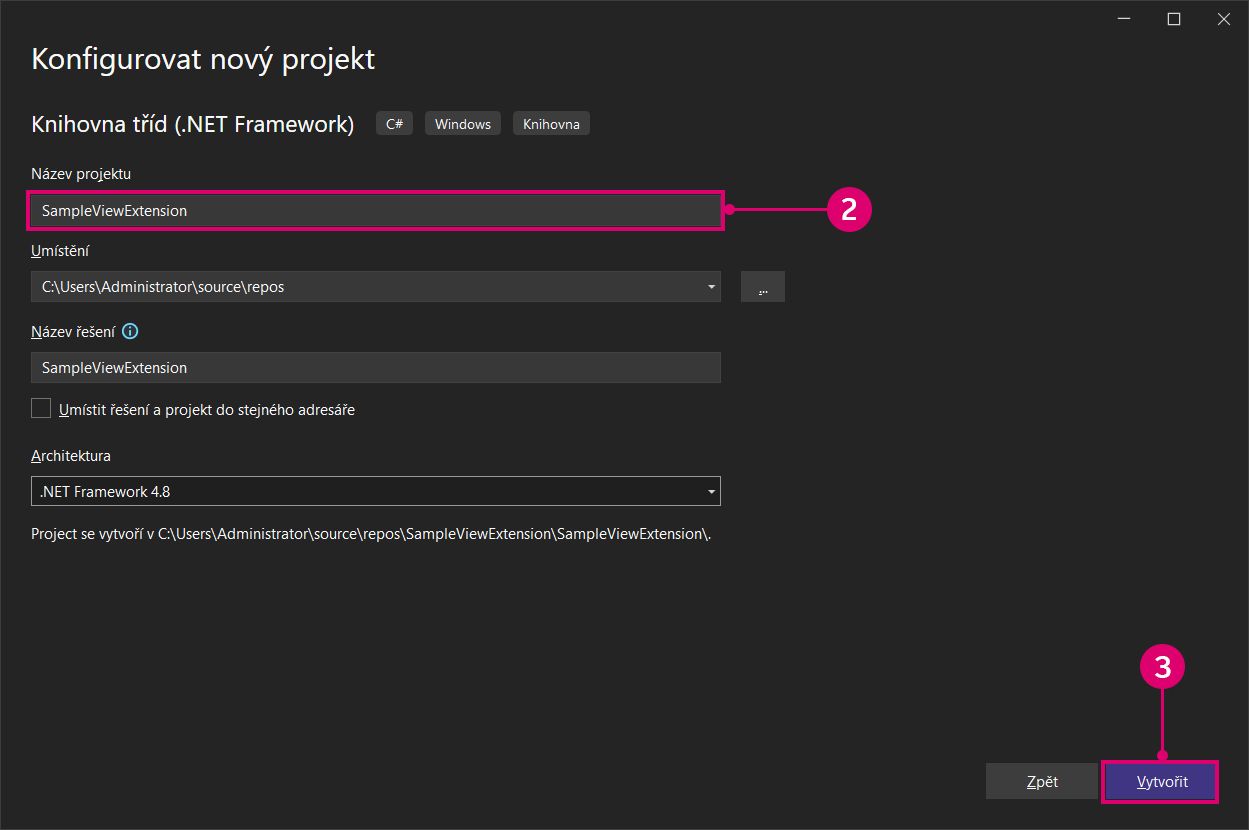 Konfigurovat nový projekt
Knihovna tříd (.NET Framework) C# Windows Knihovna
Název projektu
SampleViewExtension 2
Umístění
C:\Users\Administrator\source\repos ...
Název řešení
SampleViewExtension
Umístit řešení a projekt do stejného adresáře
Architektura
.NET Framework 4.8
Project se vytvoří v C:\Users\Administrator\source\repos\SampleViewExtension\SampleViewExtension\.
3
Zpět Vytvořit